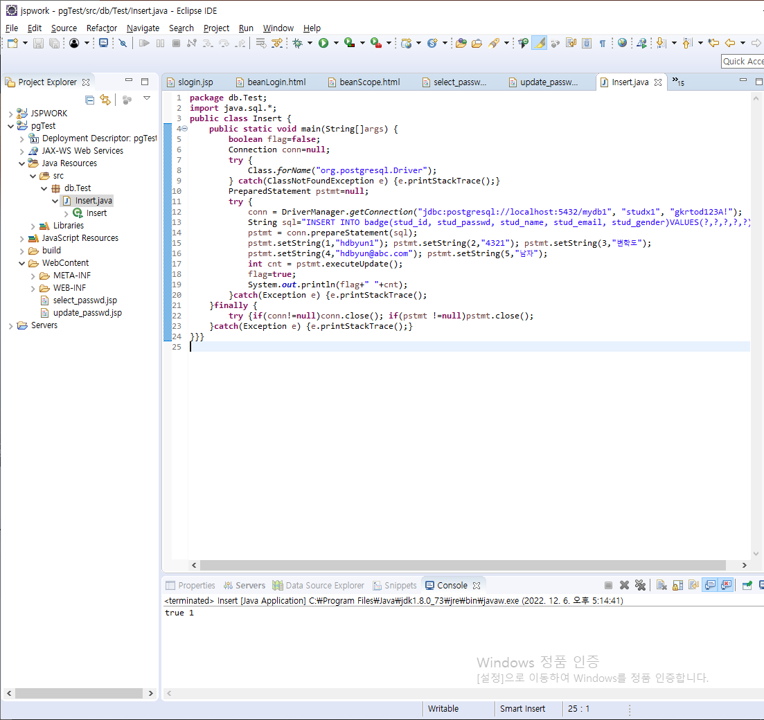 jspwork - pgTest/src/db/Test/Insert.java - Eclipse IDE
File Edit Source Refactor Navigate Search Project Run Window Help
Quick Acce
Project Explorer
slogin.jsp beanLogin.html beanScope.html select_passw... update_passw... Insert.java »15
JSPWORK
pgTest
Deployment Descriptor: pgTest
JAX-WS Web Services
Java Resources
src
db.Test
Insert.java
Insert
Libraries
JavaScript Resources
build
WebContent
META-INF
WEB-INF
select_passwd.jsp
update_passwd.jsp
Servers
1 package db.Test;
2 import java.sql.*;
3 public class Insert {
4 public static void main(String[]args) {
5 boolean flag=false;
6 Connection conn=null;
7 try {
8 Class.forName("org.postgresql.Driver");
9 } catch(ClassNotFoundException e) {e.printStackTrace();}
10 PreparedStatement pstmt=null;
11 try {
12 conn = DriverManager.getConnection("jdbc:postgresql://localhost:5432/mydb1", "studx1", "gkrtod123A!");
13 String sql="INSERT INTO badge(stud_id, stud_passwd, stud_name, stud_email, stud_gender)VALUES(?,?,?,?,?)
14 pstmt = conn.prepareStatement(sql);
15 pstmt.setString(1,"hdbyun1"); pstmt.setString(2,"4321"); pstmt.setString(3,"변학도");
16 pstmt.setString(4,"hdbyun@abc.com"); pstmt.setString(5,"남자");
17 int cnt = pstmt.executeUpdate();
18 flag=true;
19 System.out.println(flag+" "+cnt);
20 }catch(Exception e) {e.printStackTrace();
21 }finally {
22 try {if(conn!=null)conn.close(); if(pstmt !=null)pstmt.close();
23 }catch(Exception e) {e.printStackTrace();}
24 }}}
25
Properties Servers Data Source Explorer Snippets Console
<terminated> Insert [Java Application] C:₩Program Files₩Java₩jdk1.8.0_73₩jre₩bin₩javaw.exe (2022. 12. 6. 오후 5:14:41)
true 1
Windows 정품 인증
[설정]으로 이동하여 Windows를 정품 인증합니다.
Writable Smart Insert 25 : 1